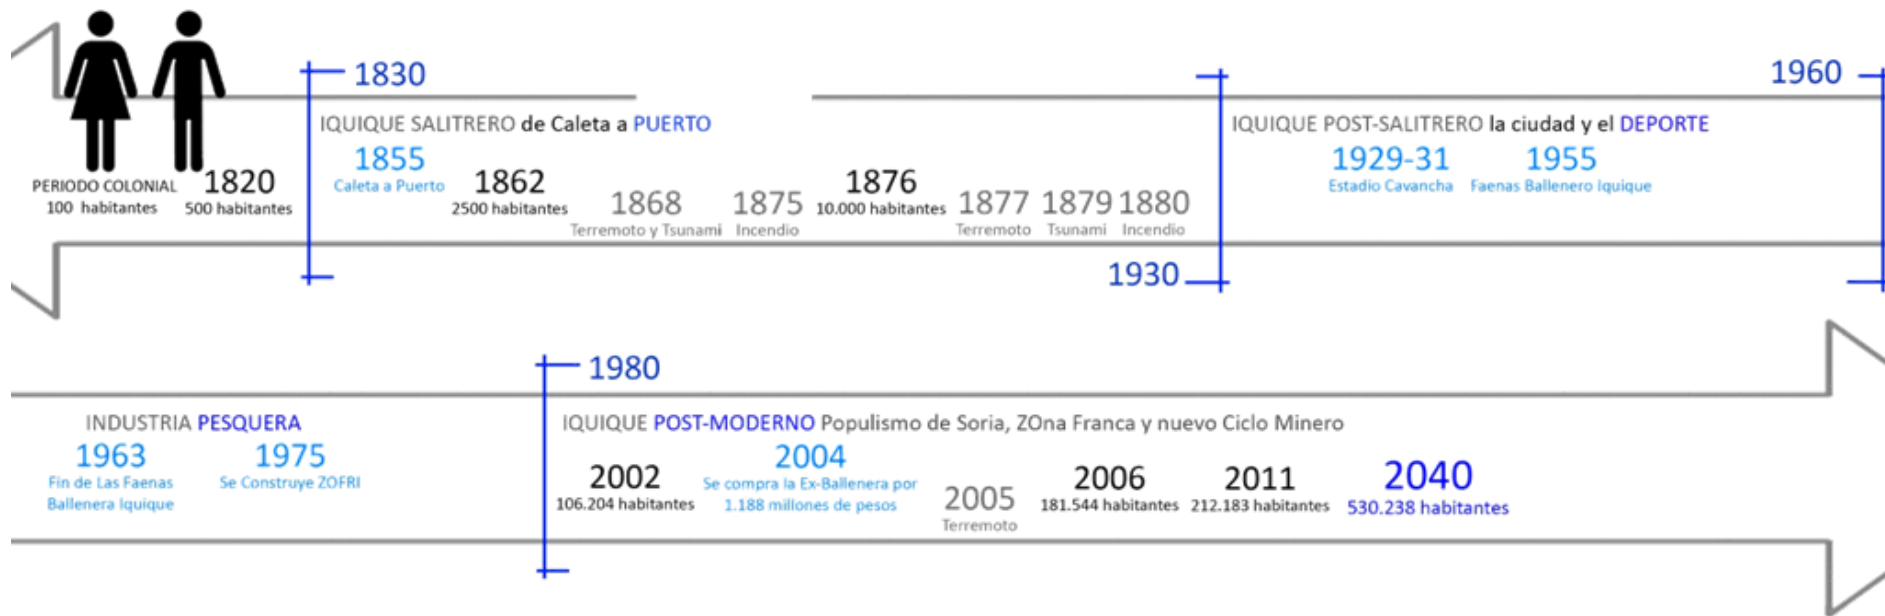 1830
1960
IQUIQUE SALITRERO de Caleta a PUERTO
IQUIQUE POST-SALITRERO la ciudad y el DEPORTE
PERIODO COLONIAL
100 habitantes
1820
500 habitantes
1855
Caleta a Puerto
1862
2500 habitantes
1868
Terremoto y Tsunami
1875
Incendio
1876
10.000 habitantes
1877
Terremoto
1879
Tsunami
1880
Incendio
1929-31
Estadio Cavancha
1955
Faenas Ballenero Iquique
1930
1980
INDUSTRIA PESQUERA
1963
Fin de Las Faenas
Ballenera Iquique
1975
Se Construye ZOFRI
IQUIQUE POST-MODERNO Populismo de Soria, ZOna Franca y nuevo Ciclo Minero
2002
106.204 habitantes
2004
Se compra la Ex-Ballenera por
1.188 millones de pesos
2005
Terremoto
2006
181.544 habitantes
2011
212.183 habitantes
2040
530.238 habitantes